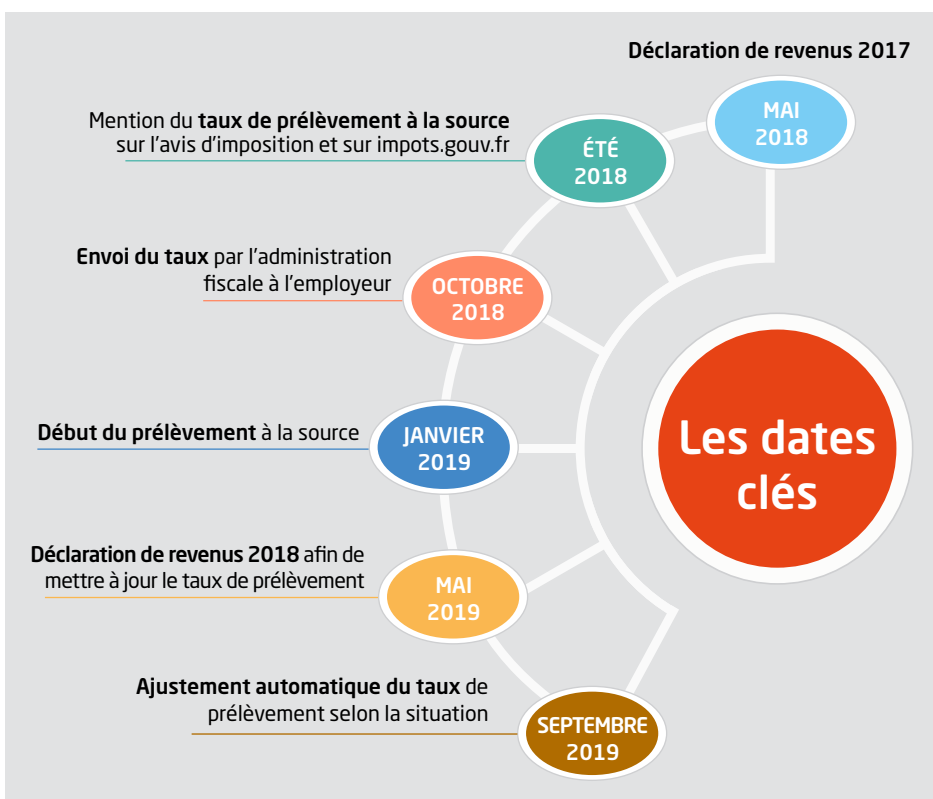 Déclaration de revenus 2017
MAI
2018
Mention du taux de prélèvement à la source
sur l'avis d'imposition et sur impots.gouv.fr
ÉTÉ
2018
Envoi du taux par l'administration
fiscale à l'employeur
OCTOBRE
2018
Début du prélèvement à la source
JANVIER
2019
Déclaration de revenus 2018 afin de
mettre à jour le taux de prélèvement
MAI
2019
Ajustement automatique du taux de
prélèvement selon la situation
SEPTEMBRE
2019
Les dates
clés